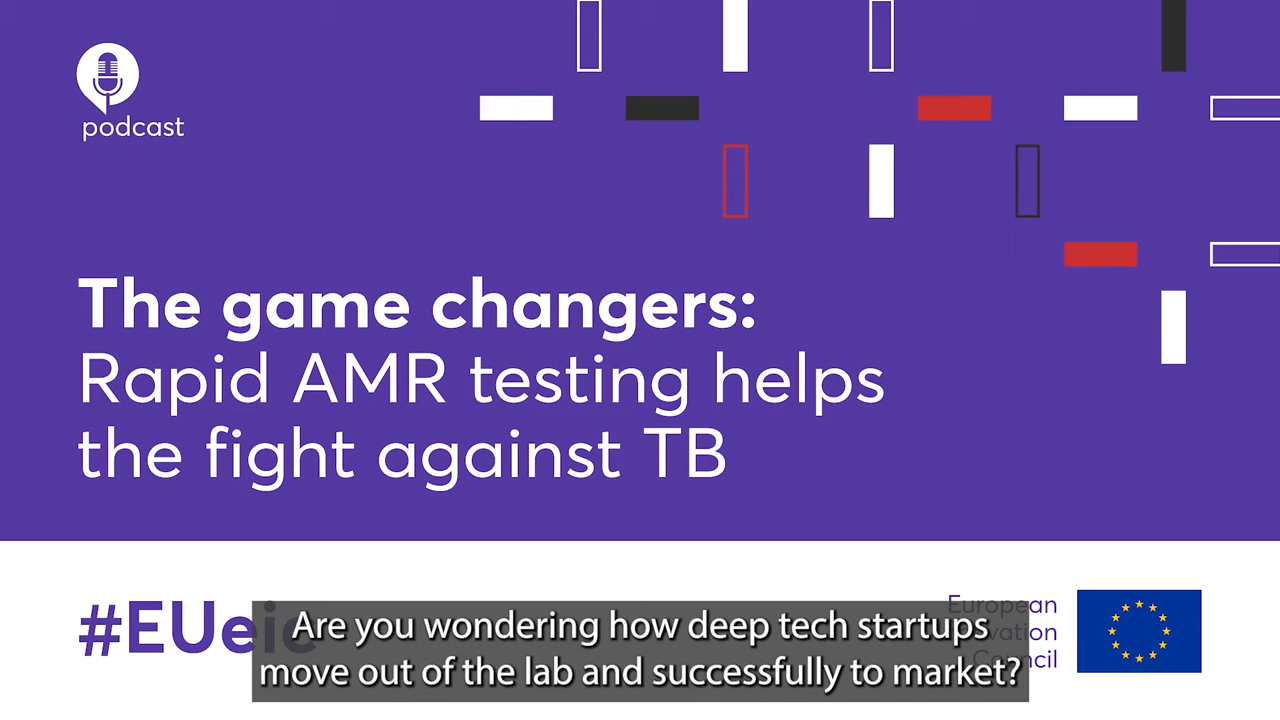 podcast
The game changers:
Rapid AMR testing helps
the fight against TB
#EUeic
European
Innovation
Council
Are you wondering how deep tech startups
move out of the lab and successfully to market?